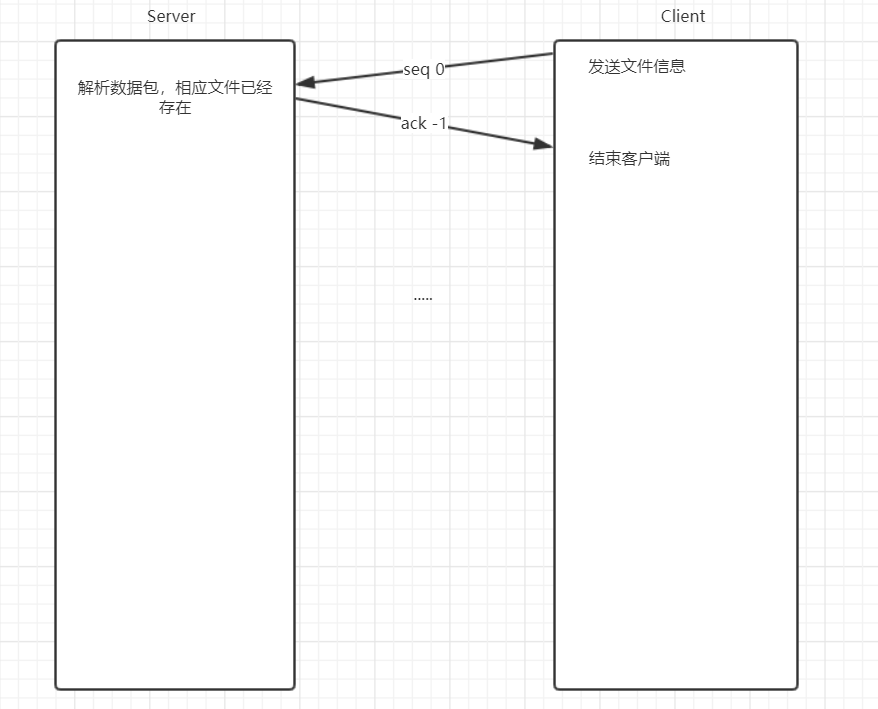 Server
Client
seq 0
发送文件信息
解析数据包，相应文件已经
存在
ack -1
结束客户端
.....